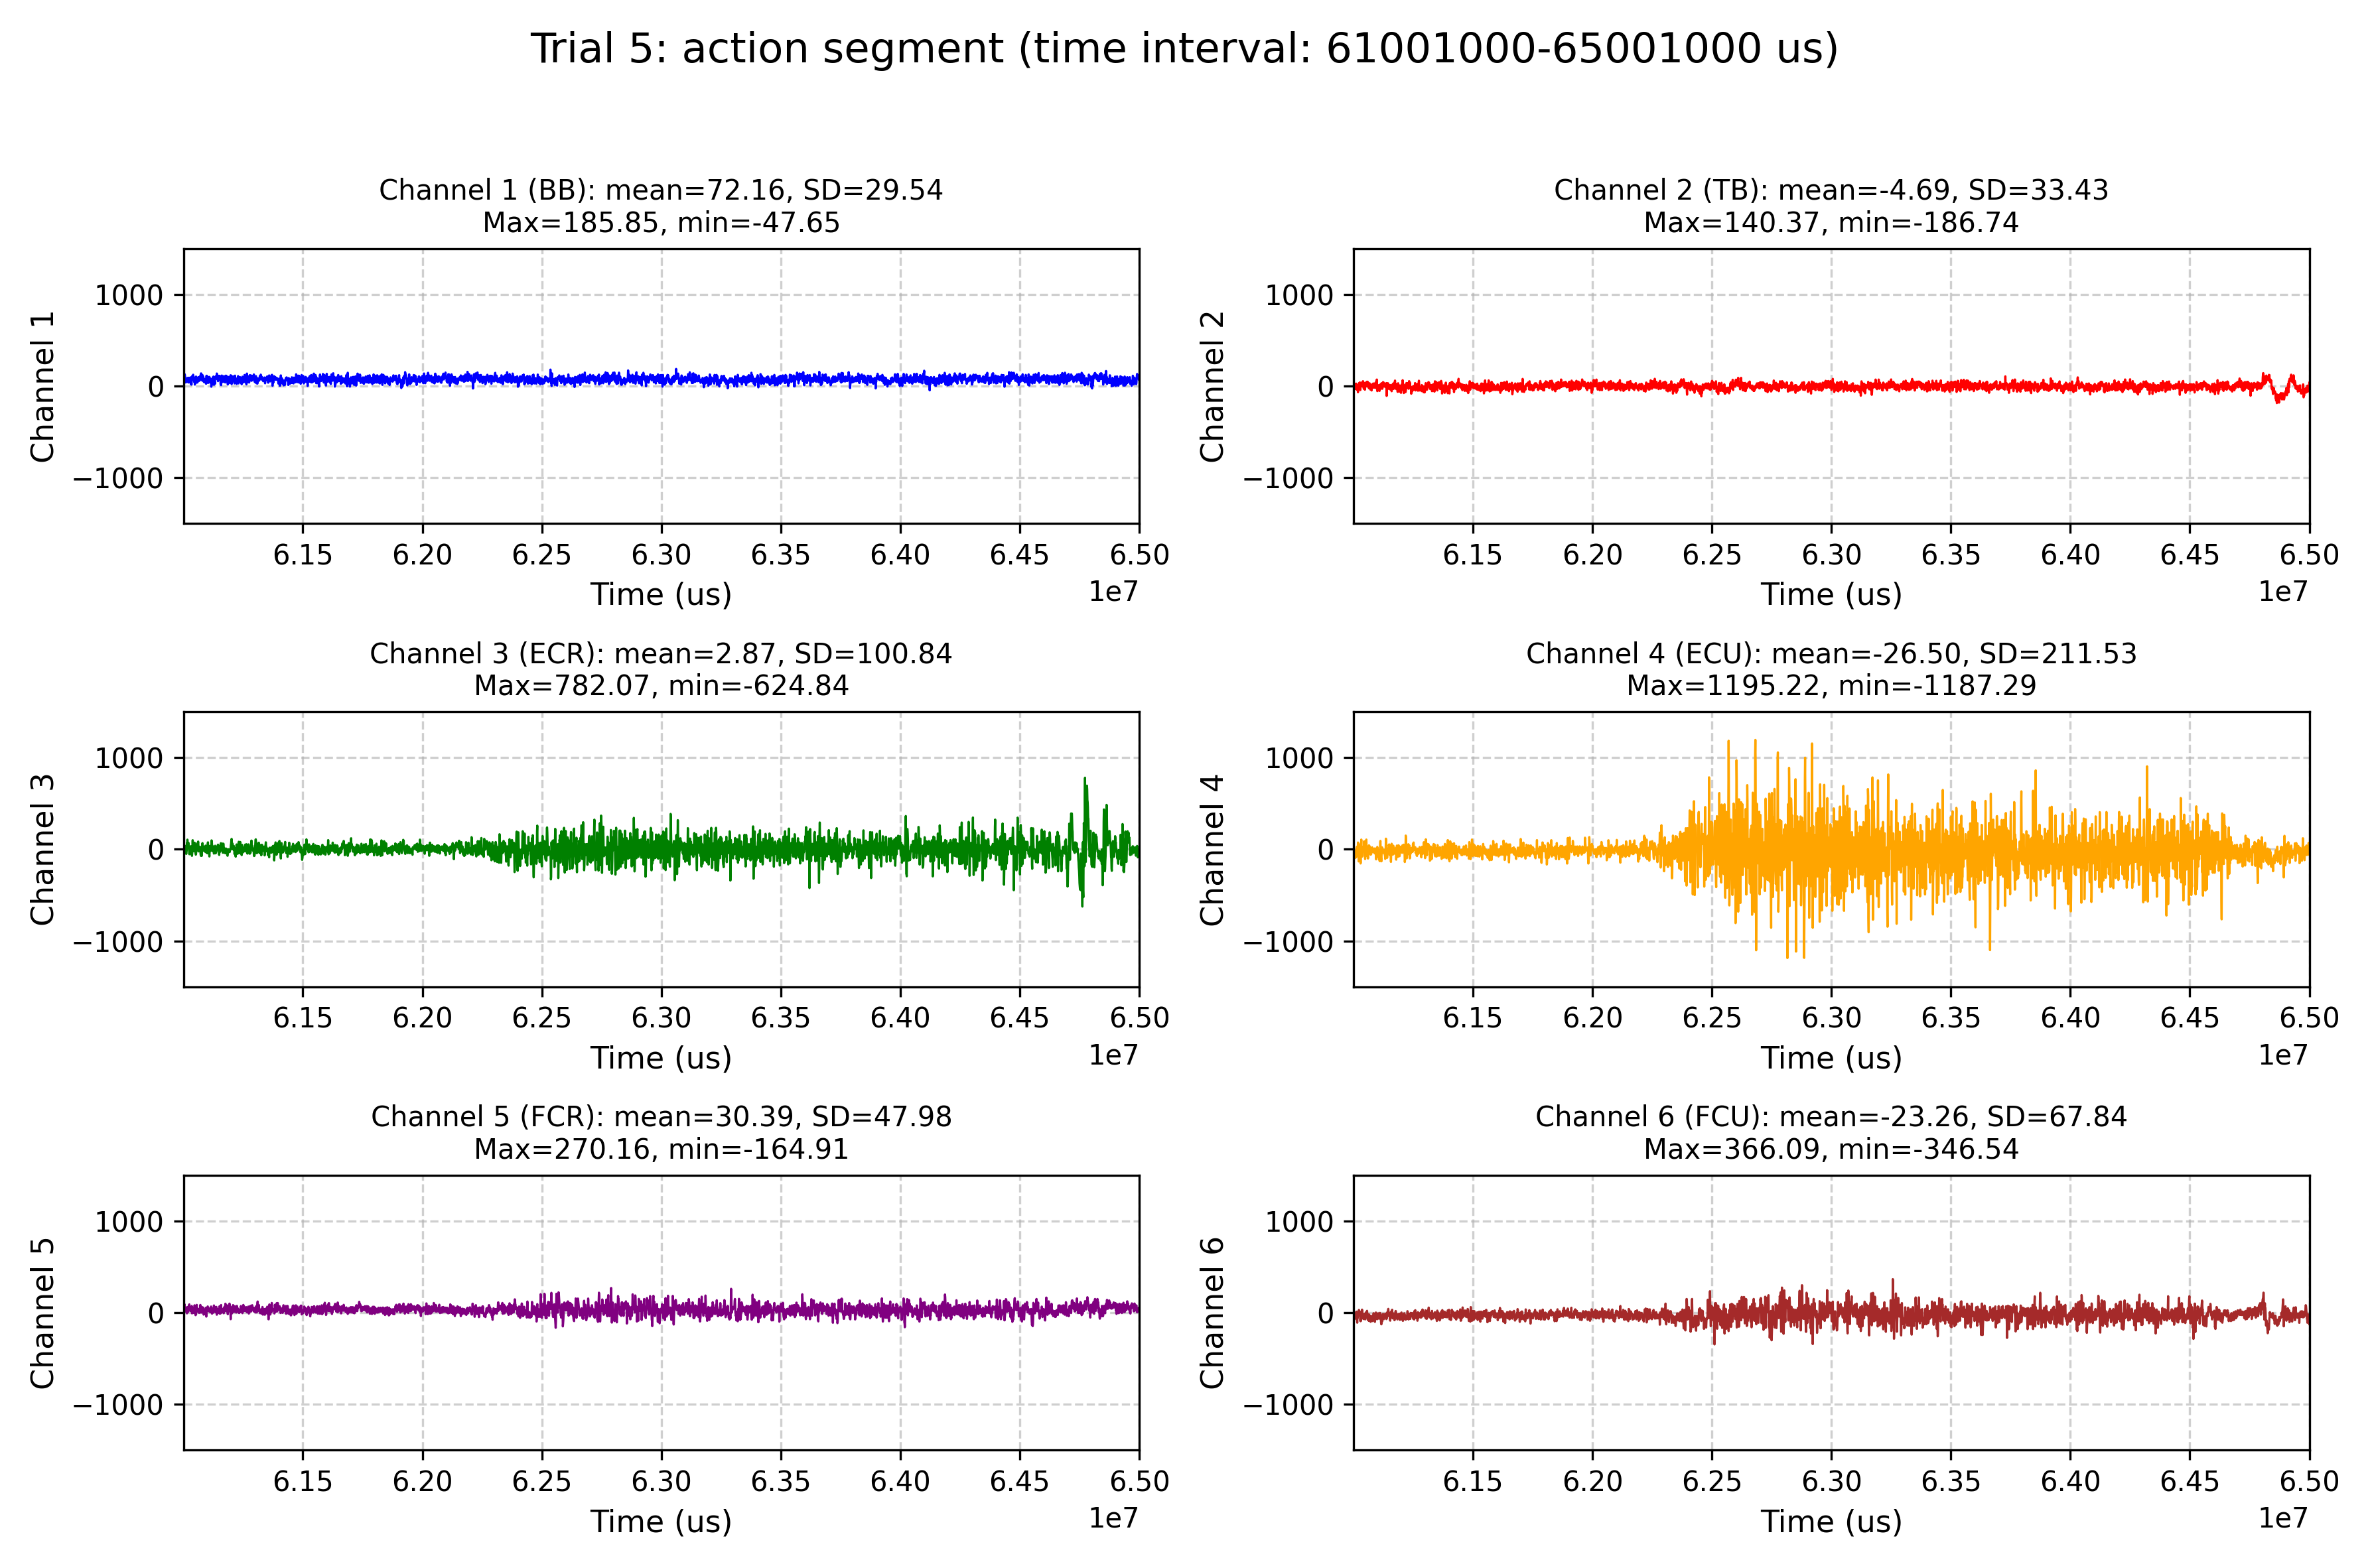 Trial 5: action segment (time interval: 61001000-65001000 us)
Channel 1 (BB): mean=72.16, SD=29.54
Max=185.85, min=-47.65
Channel 1
1000
0
−1000
6.15 6.20 6.25 6.30 6.35 6.40 6.45 6.50
Time (us)
1e7
Channel 2 (TB): mean=-4.69, SD=33.43
Max=140.37, min=-186.74
Channel 2
1000
0
−1000
6.15 6.20 6.25 6.30 6.35 6.40 6.45 6.50
Time (us)
1e7
Channel 3 (ECR): mean=2.87, SD=100.84
Max=782.07, min=-624.84
Channel 3
1000
0
−1000
6.15 6.20 6.25 6.30 6.35 6.40 6.45 6.50
Time (us)
1e7
Channel 4 (ECU): mean=-26.50, SD=211.53
Max=1195.22, min=-1187.29
Channel 4
1000
0
−1000
6.15 6.20 6.25 6.30 6.35 6.40 6.45 6.50
Time (us)
1e7
Channel 5 (FCR): mean=30.39, SD=47.98
Max=270.16, min=-164.91
Channel 5
1000
0
−1000
6.15 6.20 6.25 6.30 6.35 6.40 6.45 6.50
Time (us)
1e7
Channel 6 (FCU): mean=-23.26, SD=67.84
Max=366.09, min=-346.54
Channel 6
1000
0
−1000
6.15 6.20 6.25 6.30 6.35 6.40 6.45 6.50
Time (us)
1e7